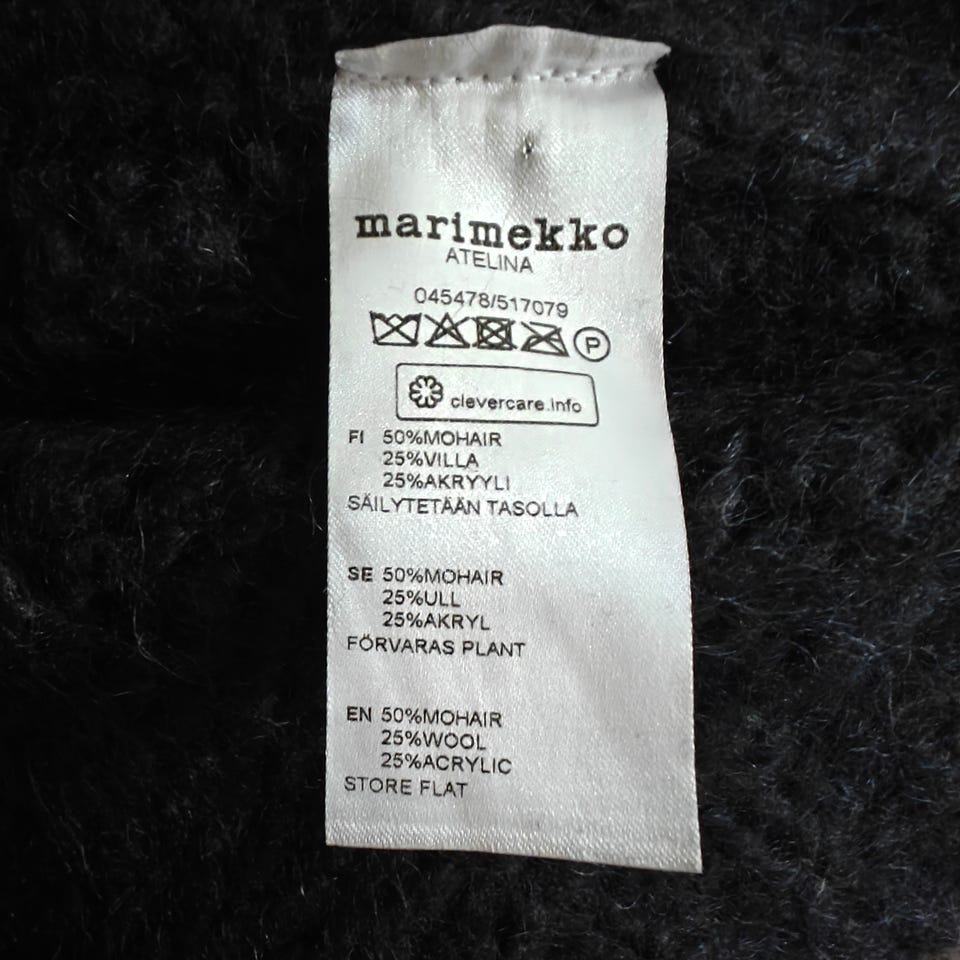 marimekko
ATELINA
045478/517079
P
clevercare.info
FI 50%MOHAIR
25%VILLA
25%AKRYYLI
SÄILYTETÄÄN TASOLLA
SE 50%MOHAIR
25%ULL
25%AKRYL
FÖRVARAS PLANT
EN 50%MOHAIR
25%WOOL
25%ACRYLIC
STORE FLAT